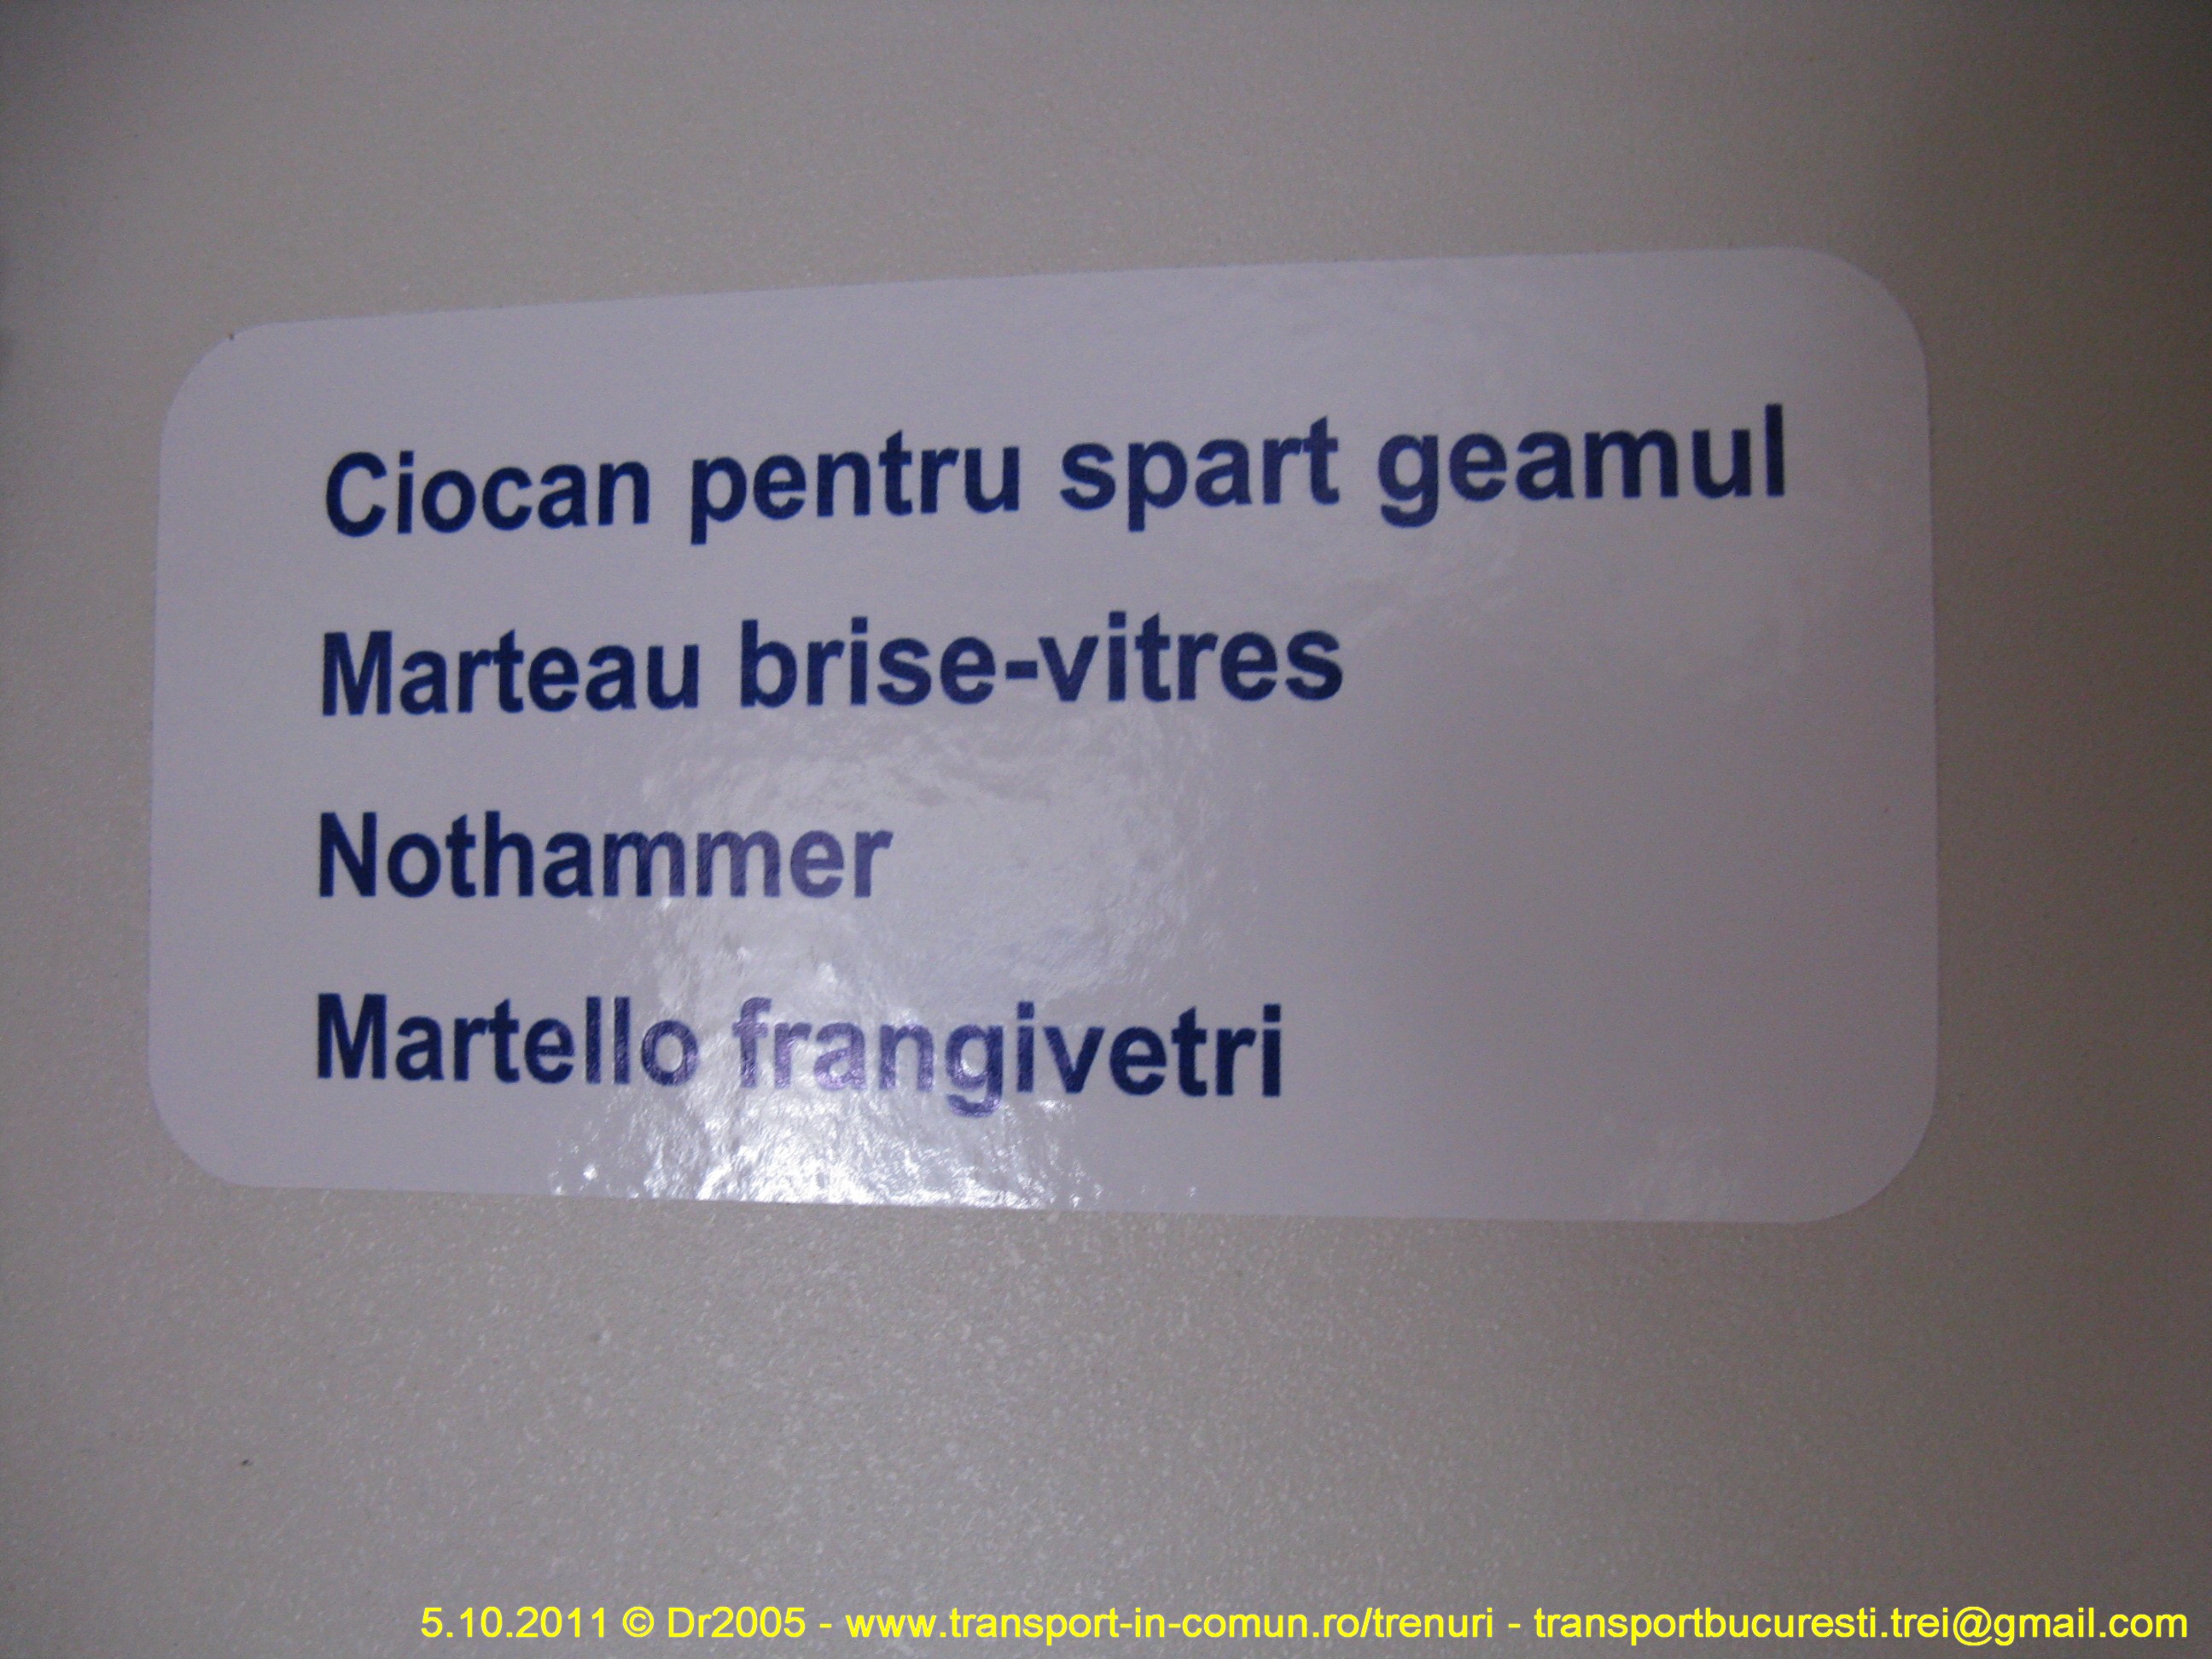 Ciocan pentru spart geamul
Marteau brise-vitres
Nothammer
Martello frangivetri
5.10.2011 © Dr2005 - www.transport-in-comun.ro/trenuri - transportbucuresti.trei@gmail.com